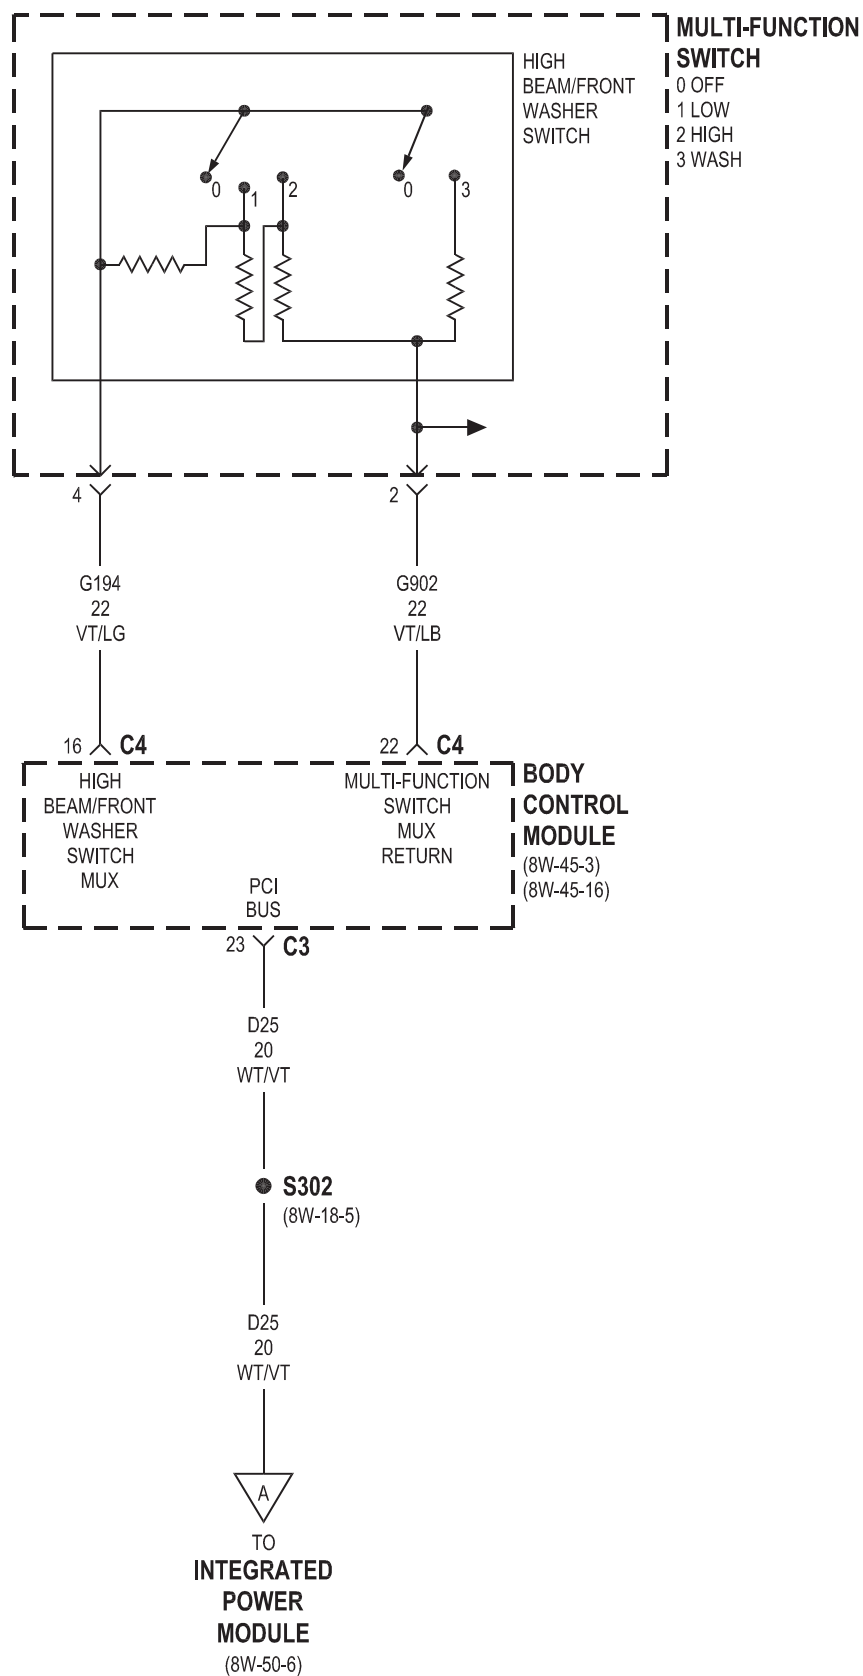 MULTI-FUNCTION
SWITCH
0 OFF
1 LOW
2 HIGH
3 WASH
HIGH
BEAM/FRONT
WASHER
SWITCH
0
1
2
0
3
4
2
G194
22
VT/LG
G902
22
VT/LB
16
C4
22
C4
HIGH
BEAM/FRONT
WASHER
SWITCH
MUX
MULTI-FUNCTION
SWITCH
MUX
RETURN
BODY
CONTROL
MODULE
(8W-45-3)
(8W-45-16)
PCI
BUS
23
C3
D25
20
WT/VT
S302
(8W-18-5)
D25
20
WT/VT
A
TO
INTEGRATED
POWER
MODULE
(8W-50-6)